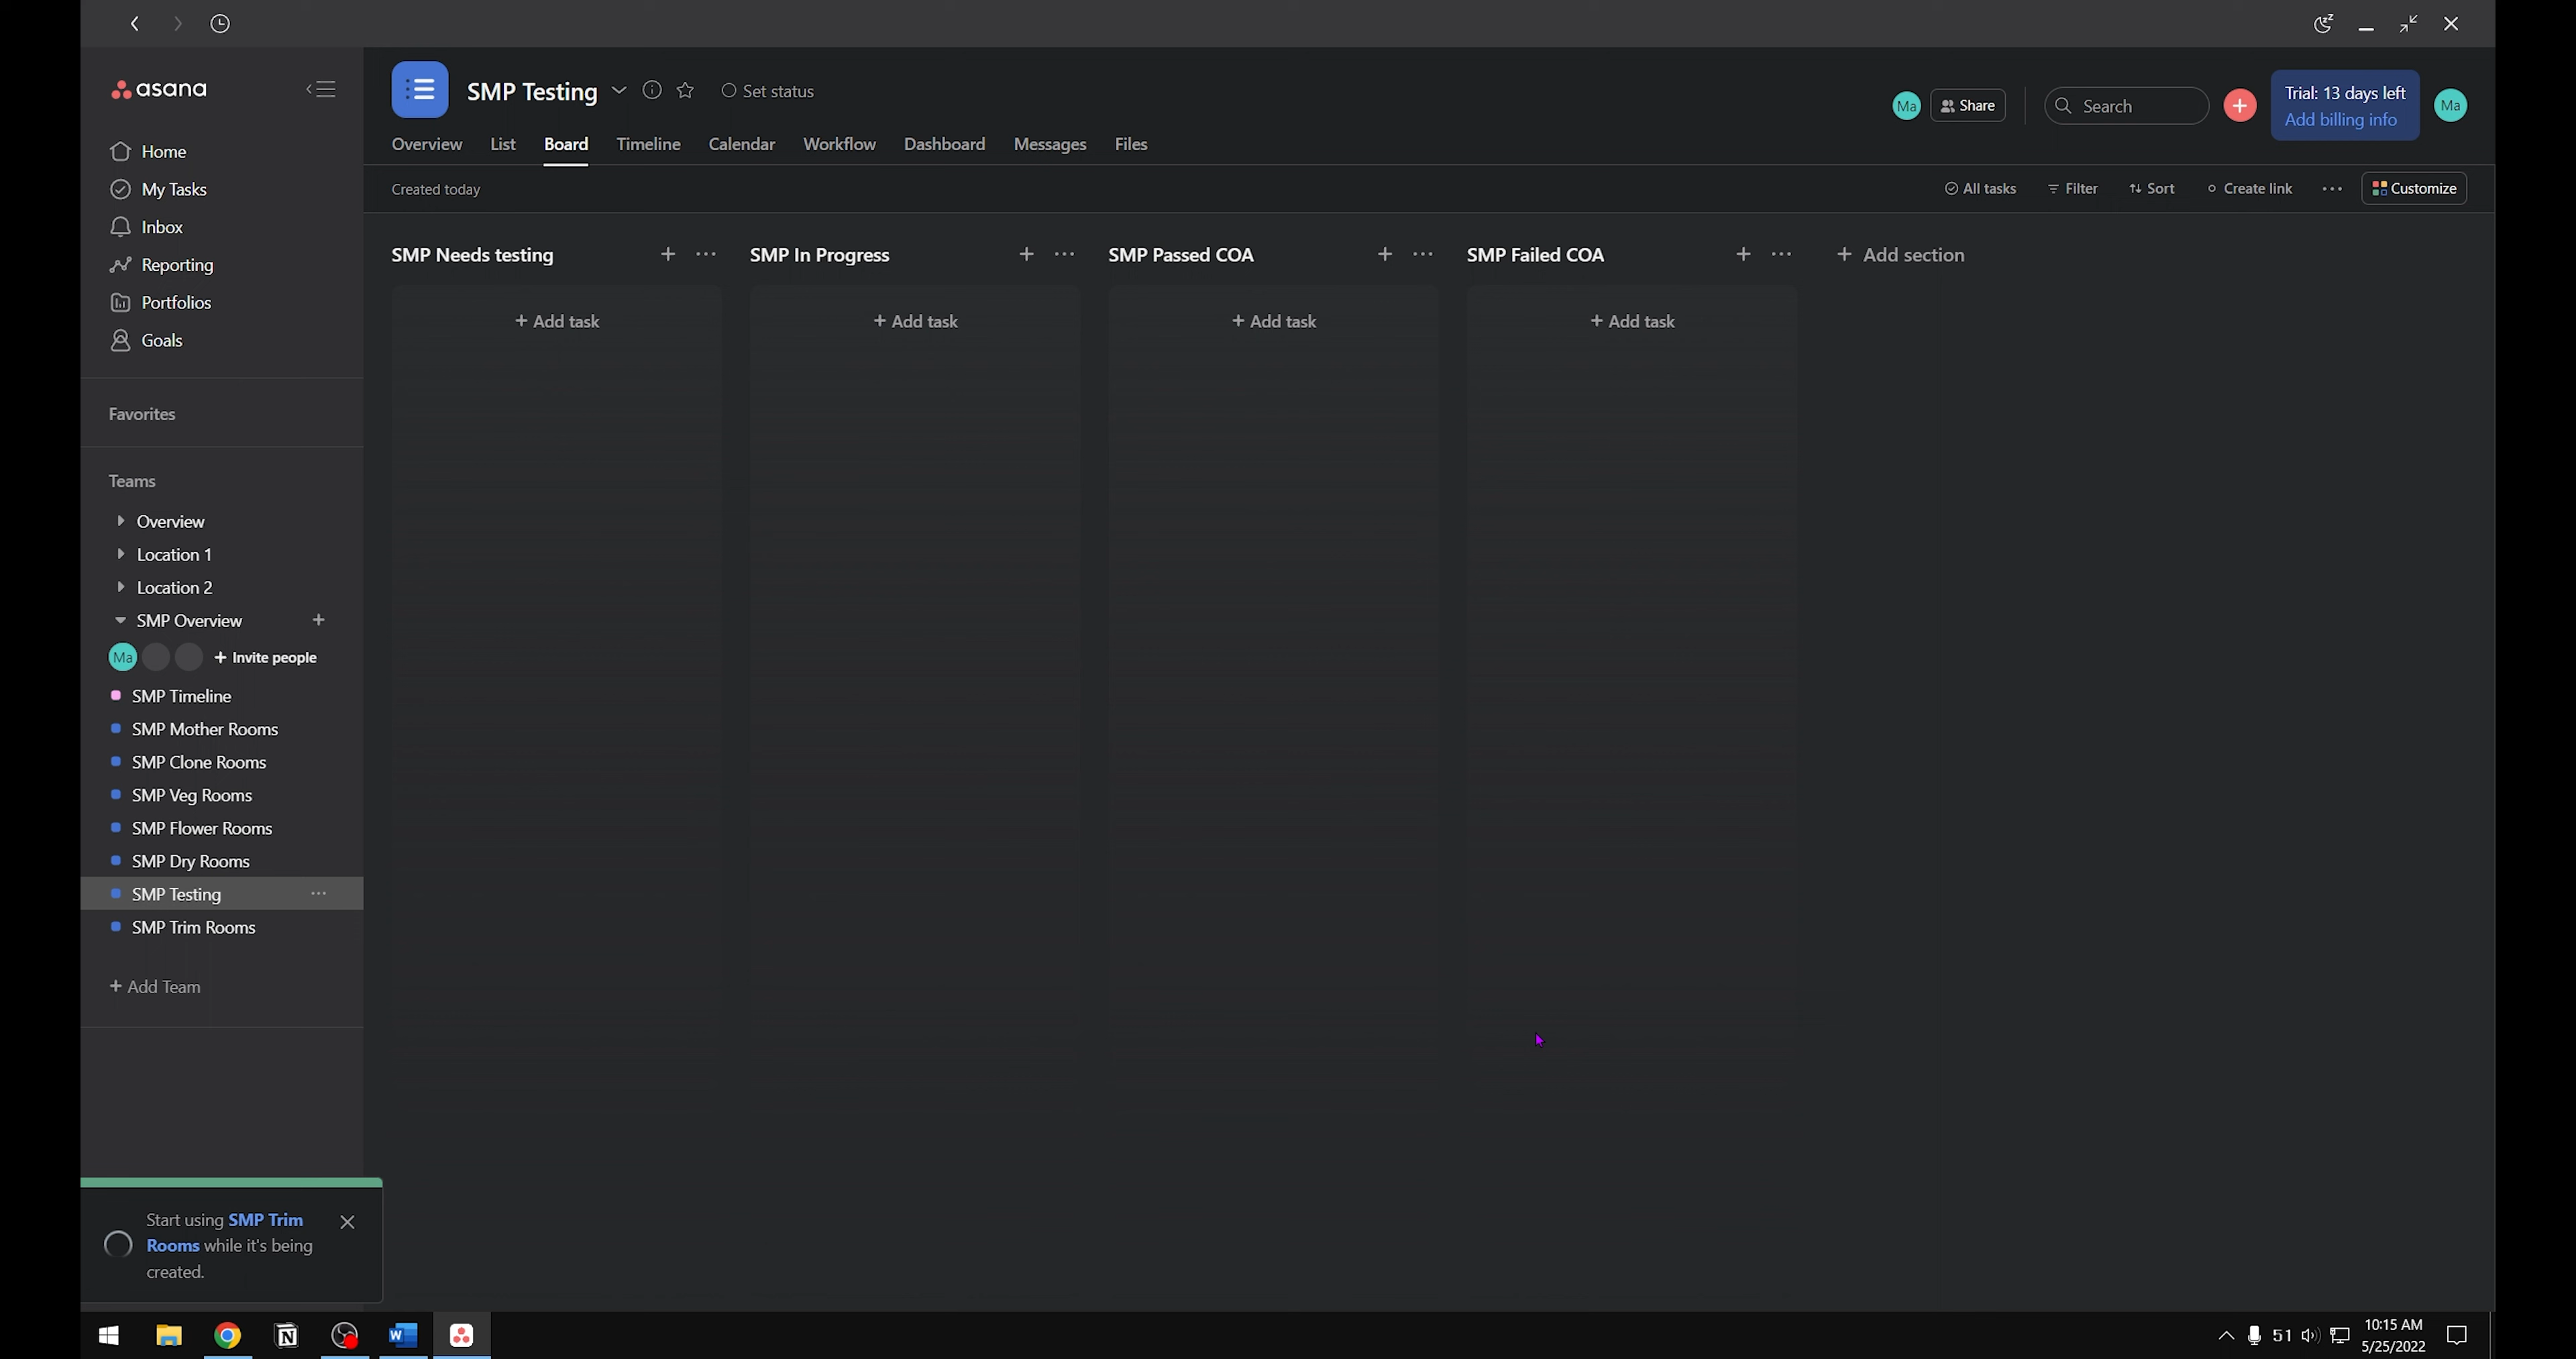 asana
Home
My Tasks
Inbox
Reporting
Portfolios
Goals
Favorites
Teams
Overview
Location 1
Location 2
SMP Overview +
Ma + Invite people
SMP Timeline
SMP Mother Rooms
SMP Clone Rooms
SMP Veg Rooms
SMP Flower Rooms
SMP Dry Rooms
SMP Testing ...
SMP Trim Rooms
+ Add Team
Start using SMP Trim
Rooms while it's being
created.
SMP Testing Set status
Ma Share Search + Trial: 13 days left Ma
Add billing info
Overview List Board Timeline Calendar Workflow Dashboard Messages Files
Created today All tasks Filter Sort Create link ... Customize
SMP Needs testing + ... SMP In Progress + ... SMP Passed COA + ... SMP Failed COA + ... + Add section
+ Add task + Add task + Add task + Add task
N W 51 10:15 AM
5/25/2022